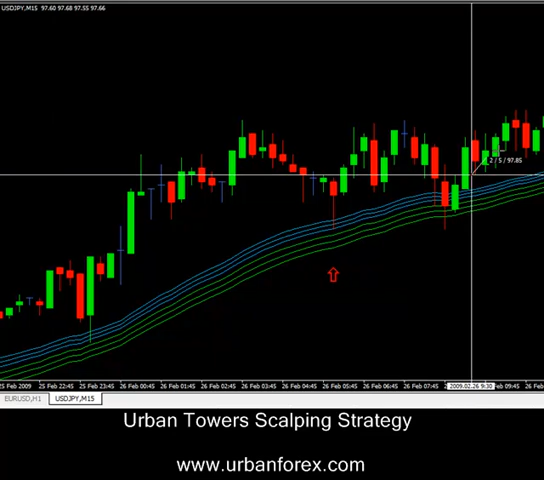 USDJPY,M15 97.60 97.68 97.55 97.66
2 / 5 / 97.85
25 Feb 2009 25 Feb 22:45 25 Feb 23:45 26 Feb 00:45 26 Feb 01:45 26 Feb 02:45 26 Feb 03:45 26 Feb 04:45 26 Feb 05:45 26 Feb 06:45 26 Feb 07:45 2009.02.26 9:30 09:45 26 Feb
EURUSD,H1 USDJPY,M15
Urban Towers Scalping Strategy
www.urbanforex.com